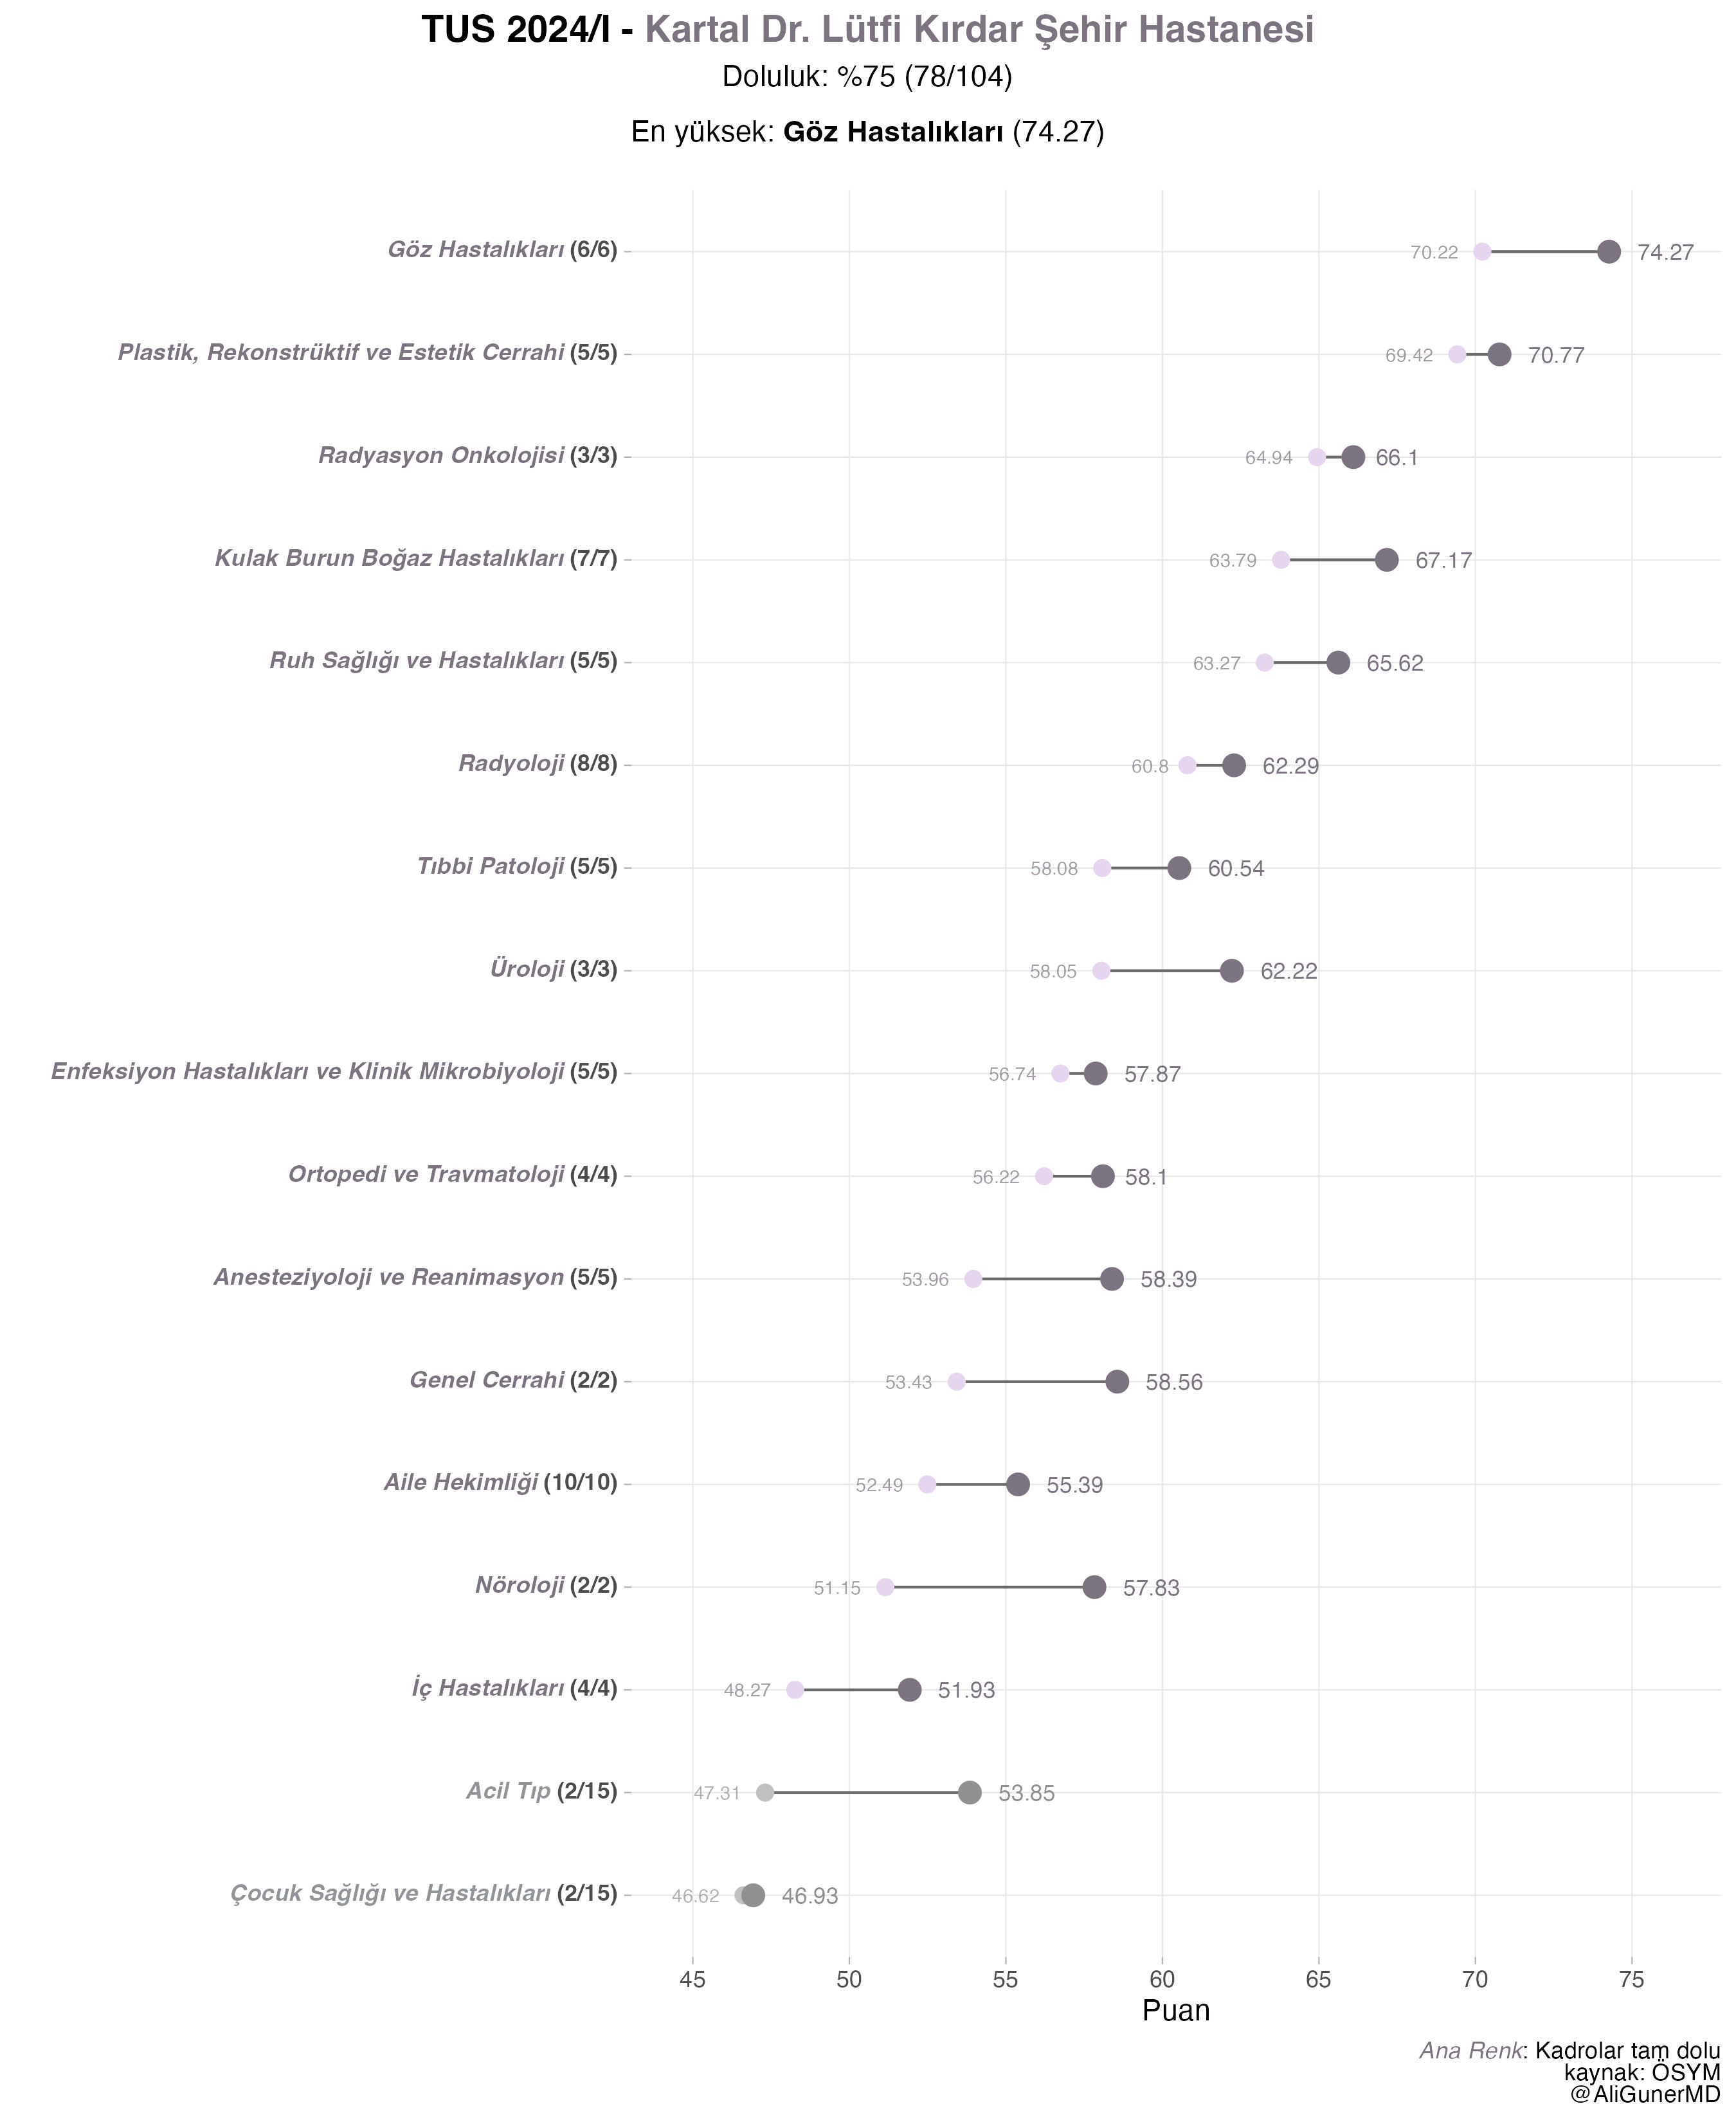 TUS 2024/I - Kartal Dr. Lütfi Kırdar Şehir Hastanesi
Doluluk: %75 (78/104)
En yüksek: Göz Hastalıkları (74.27)
Göz Hastalıkları (6/6) 70.22 74.27
Plastik, Rekonstrüktif ve Estetik Cerrahi (5/5) 69.42 70.77
Radyasyon Onkolojisi (3/3) 64.94 66.1
Kulak Burun Boğaz Hastalıkları (7/7) 63.79 67.17
Ruh Sağlığı ve Hastalıkları (5/5) 63.27 65.62
Radyoloji (8/8) 60.8 62.29
Tıbbi Patoloji (5/5) 58.08 60.54
Üroloji (3/3) 58.05 62.22
Enfeksiyon Hastalıkları ve Klinik Mikrobiyoloji (5/5) 56.74 57.87
Ortopedi ve Travmatoloji (4/4) 56.22 58.1
Anesteziyoloji ve Reanimasyon (5/5) 53.96 58.39
Genel Cerrahi (2/2) 53.43 58.56
Aile Hekimliği (10/10) 52.49 55.39
Nöroloji (2/2) 51.15 57.83
İç Hastalıkları (4/4) 48.27 51.93
Acil Tıp (2/15) 47.31 53.85
Çocuk Sağlığı ve Hastalıkları (2/15) 46.62 46.93
45 50 55 60 65 70 75
Puan
Ana Renk: Kadrolar tam dolu
kaynak: ÖSYM
@AliGunerMD